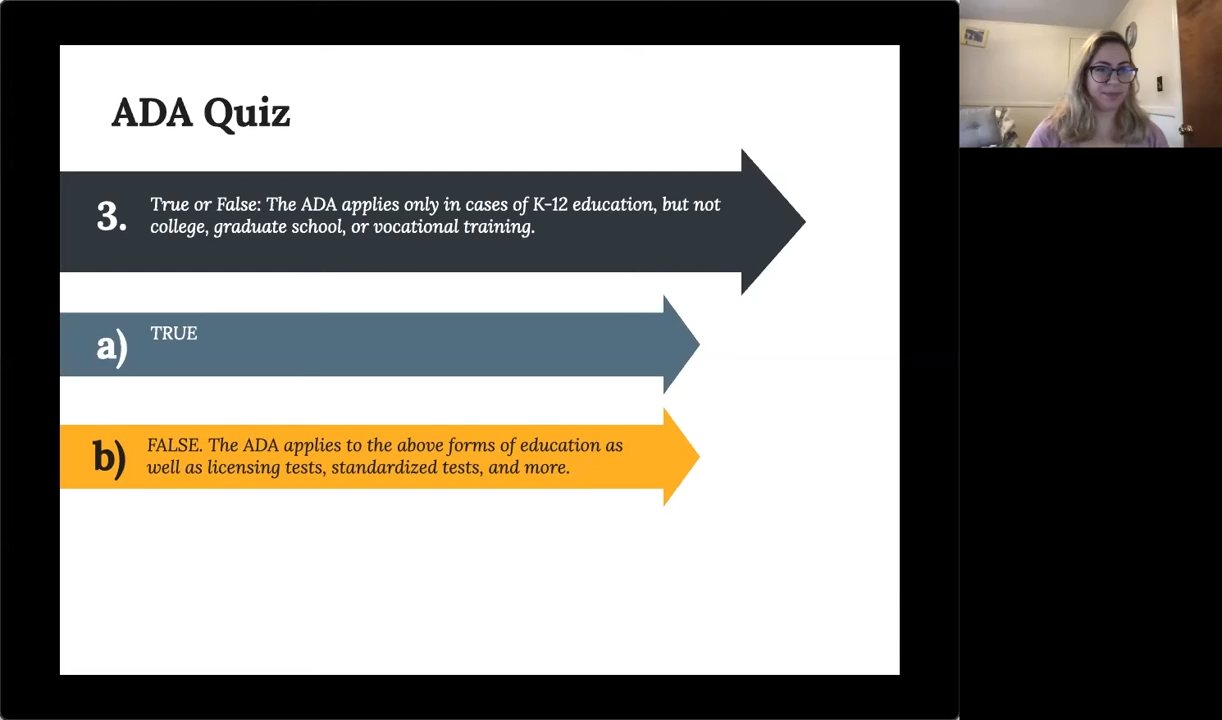 ADA Quiz
3.
True or False: The ADA applies only in cases of K-12 education, but not
college, graduate school, or vocational training.
a)
TRUE
b)
FALSE. The ADA applies to the above forms of education as
well as licensing tests, standardized tests, and more.